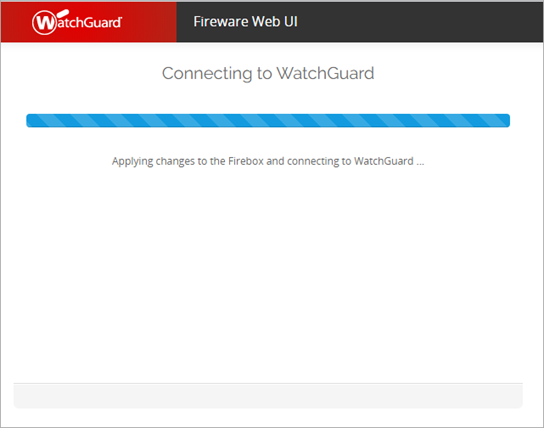 WatchGuard
Fireware Web UI
Connecting to WatchGuard
Applying changes to the Firebox and connecting to WatchGuard ...